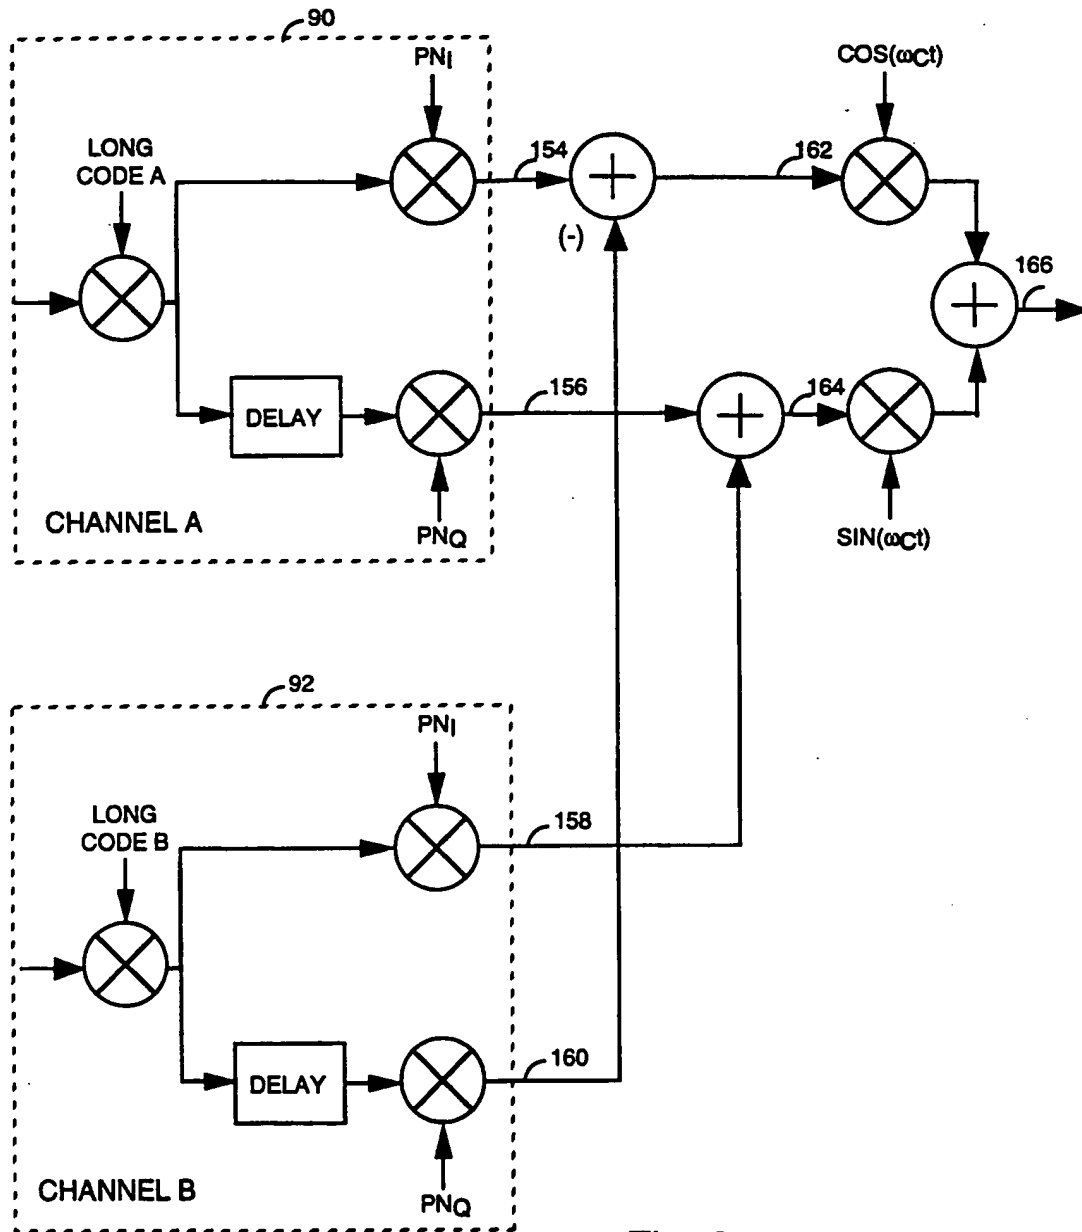 90
PNI
COS(ωCt)
LONG
CODE A
154
162
(-)
166
DELAY
156
164
CHANNEL A
PNQ
SIN(ωCt)
92
PNI
LONG
CODE B
158
DELAY
160
CHANNEL B
PNQ